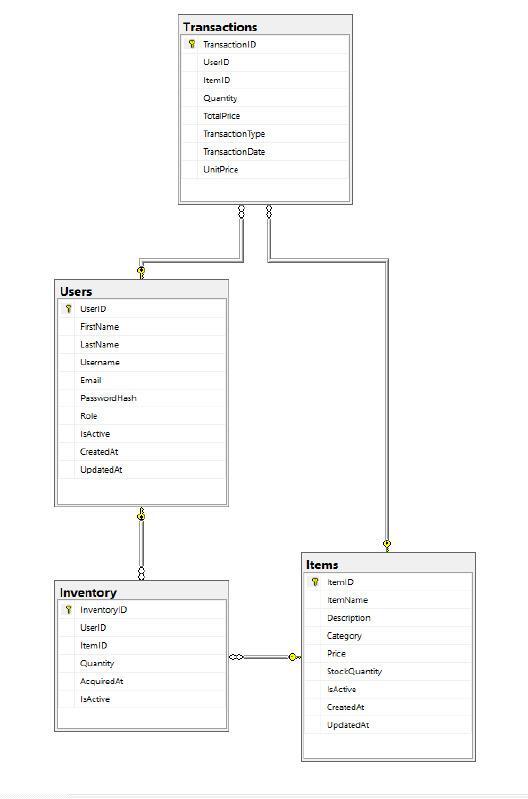 Transactions
TransactionID
UserID
ItemID
Quantity
TotalPrice
TransactionType
TransactionDate
UnitPrice
Users
UserID
FirstName
LastName
Username
Email
PasswordHash
Role
IsActive
CreatedAt
UpdatedAt
Inventory
InventoryID
UserID
ItemID
Quantity
AcquiredAt
IsActive
Items
ItemID
ItemName
Description
Category
Price
StockQuantity
IsActive
CreatedAt
UpdatedAt